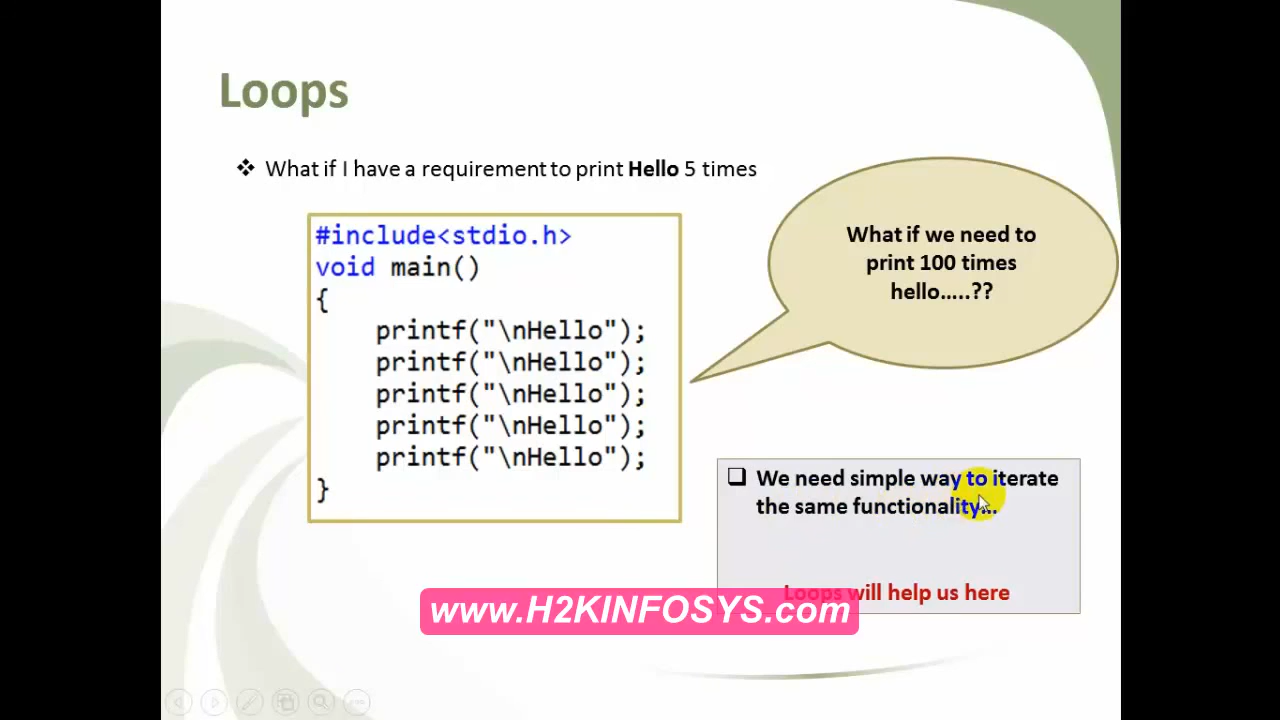 Loops
What if I have a requirement to print Hello 5 times
#include<stdio.h>
void main()
{
printf("\nHello");
printf("\nHello");
printf("\nHello");
printf("\nHello");
printf("\nHello");
}
What if we need to
print 100 times
hello.....??
We need simple way to iterate
the same functionality...
Loops will help us here
www.H2KINFOSYS.com